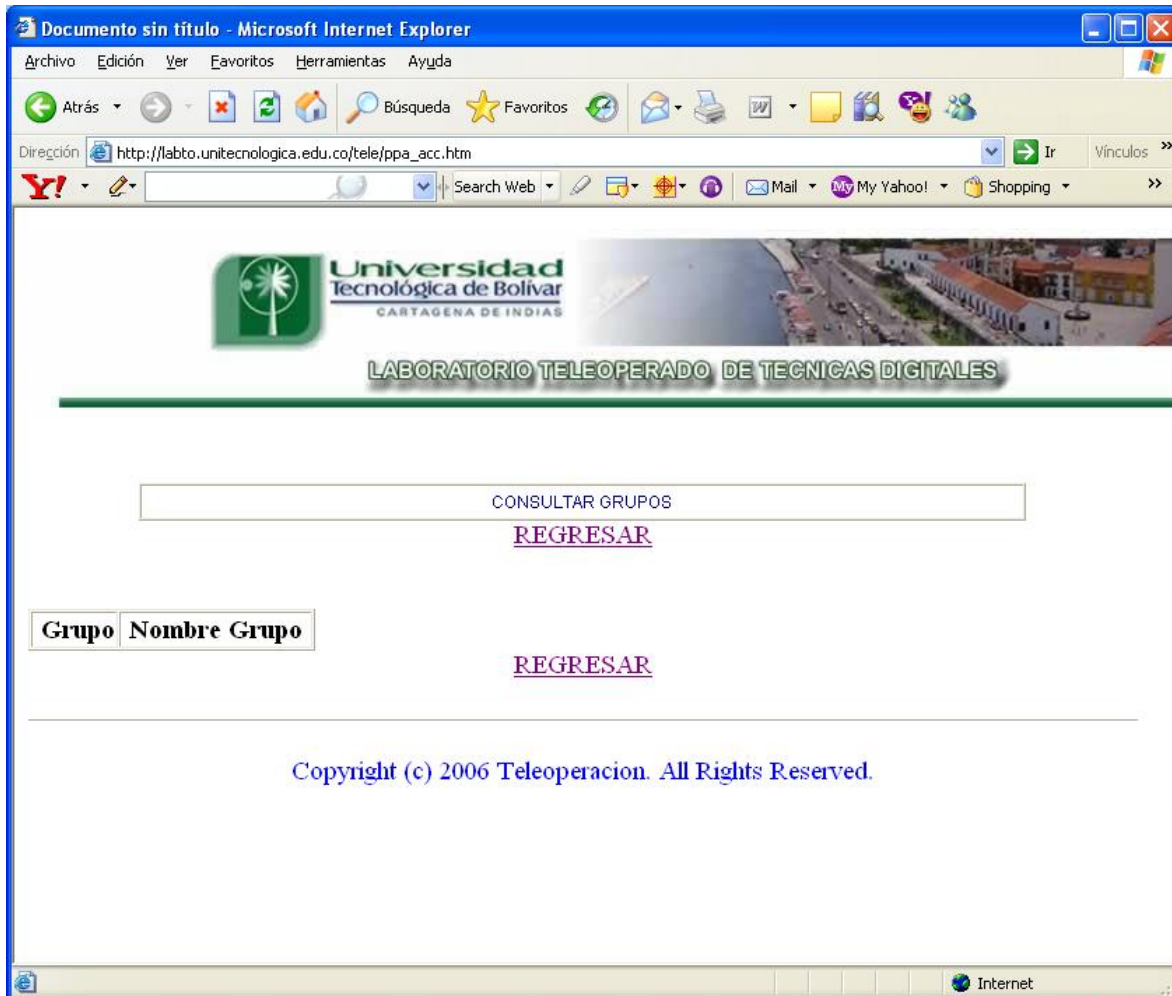 Documento sin título - Microsoft Internet Explorer
Archivo Edición Ver Favoritos Herramientas Ayuda
Atrás Búsqueda Favoritos
Dirección http://labto.unitecnologica.edu.co/tele/ppa_acc.htm Ir Vínculos »
Y! Search Web Mail My My Yahoo! Shopping »
Universidad
Tecnológica de Bolívar
CARTAGENA DE INDIAS
LABORATORIO TELEOPERADO DE TECNICAS DIGITALES
CONSULTAR GRUPOS
REGRESAR
Grupo Nombre Grupo
REGRESAR
Copyright (c) 2006 Teleoperacion. All Rights Reserved.
Internet